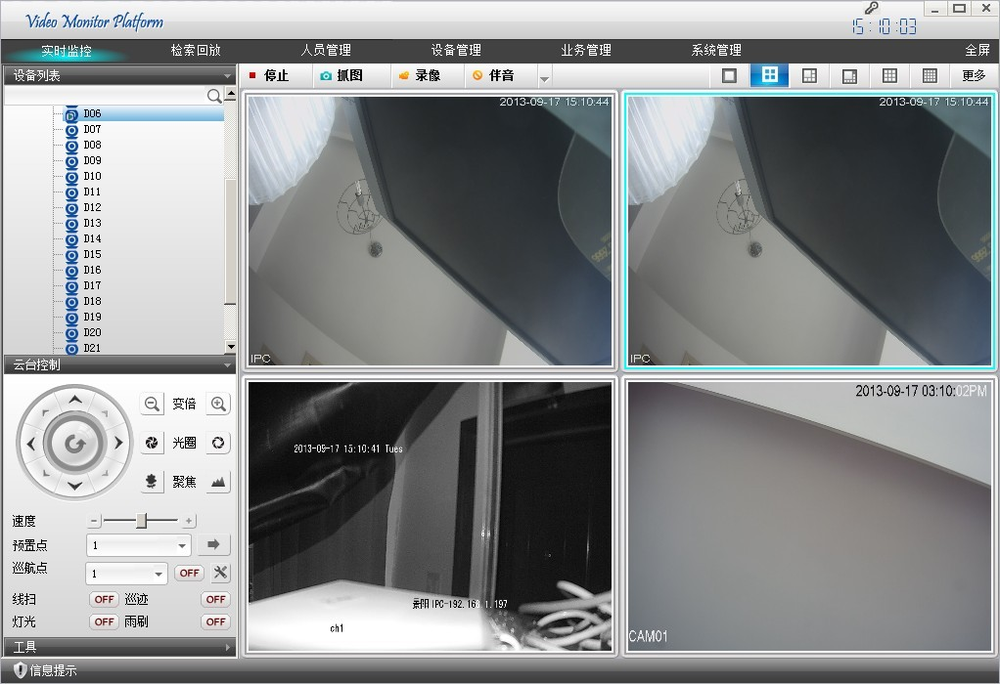 Video Monitor Platform
15:10:03
实时监控 检索回放 人员管理 设备管理 业务管理 系统管理 全屏
设备列表
停止 抓图 录像 伴音 更多
D06
D07
D08
D09
D10
D11
D12
D13
D14
D15
D16
D17
D18
D19
D20
D21
云台控制
变倍
光圈
聚焦
速度
预置点 1
巡航点 1 OFF
线扫 OFF 巡迹 OFF
灯光 OFF 雨刷 OFF
工具
信息提示
2013-09-17 15:10:44
IPC
2013-09-17 15:10:44
IPC
2013-09-17 15:10:41 Tues
景阳IPC-192.168.1.197
ch1
2013-09-17 03:10:02PM
CAM01